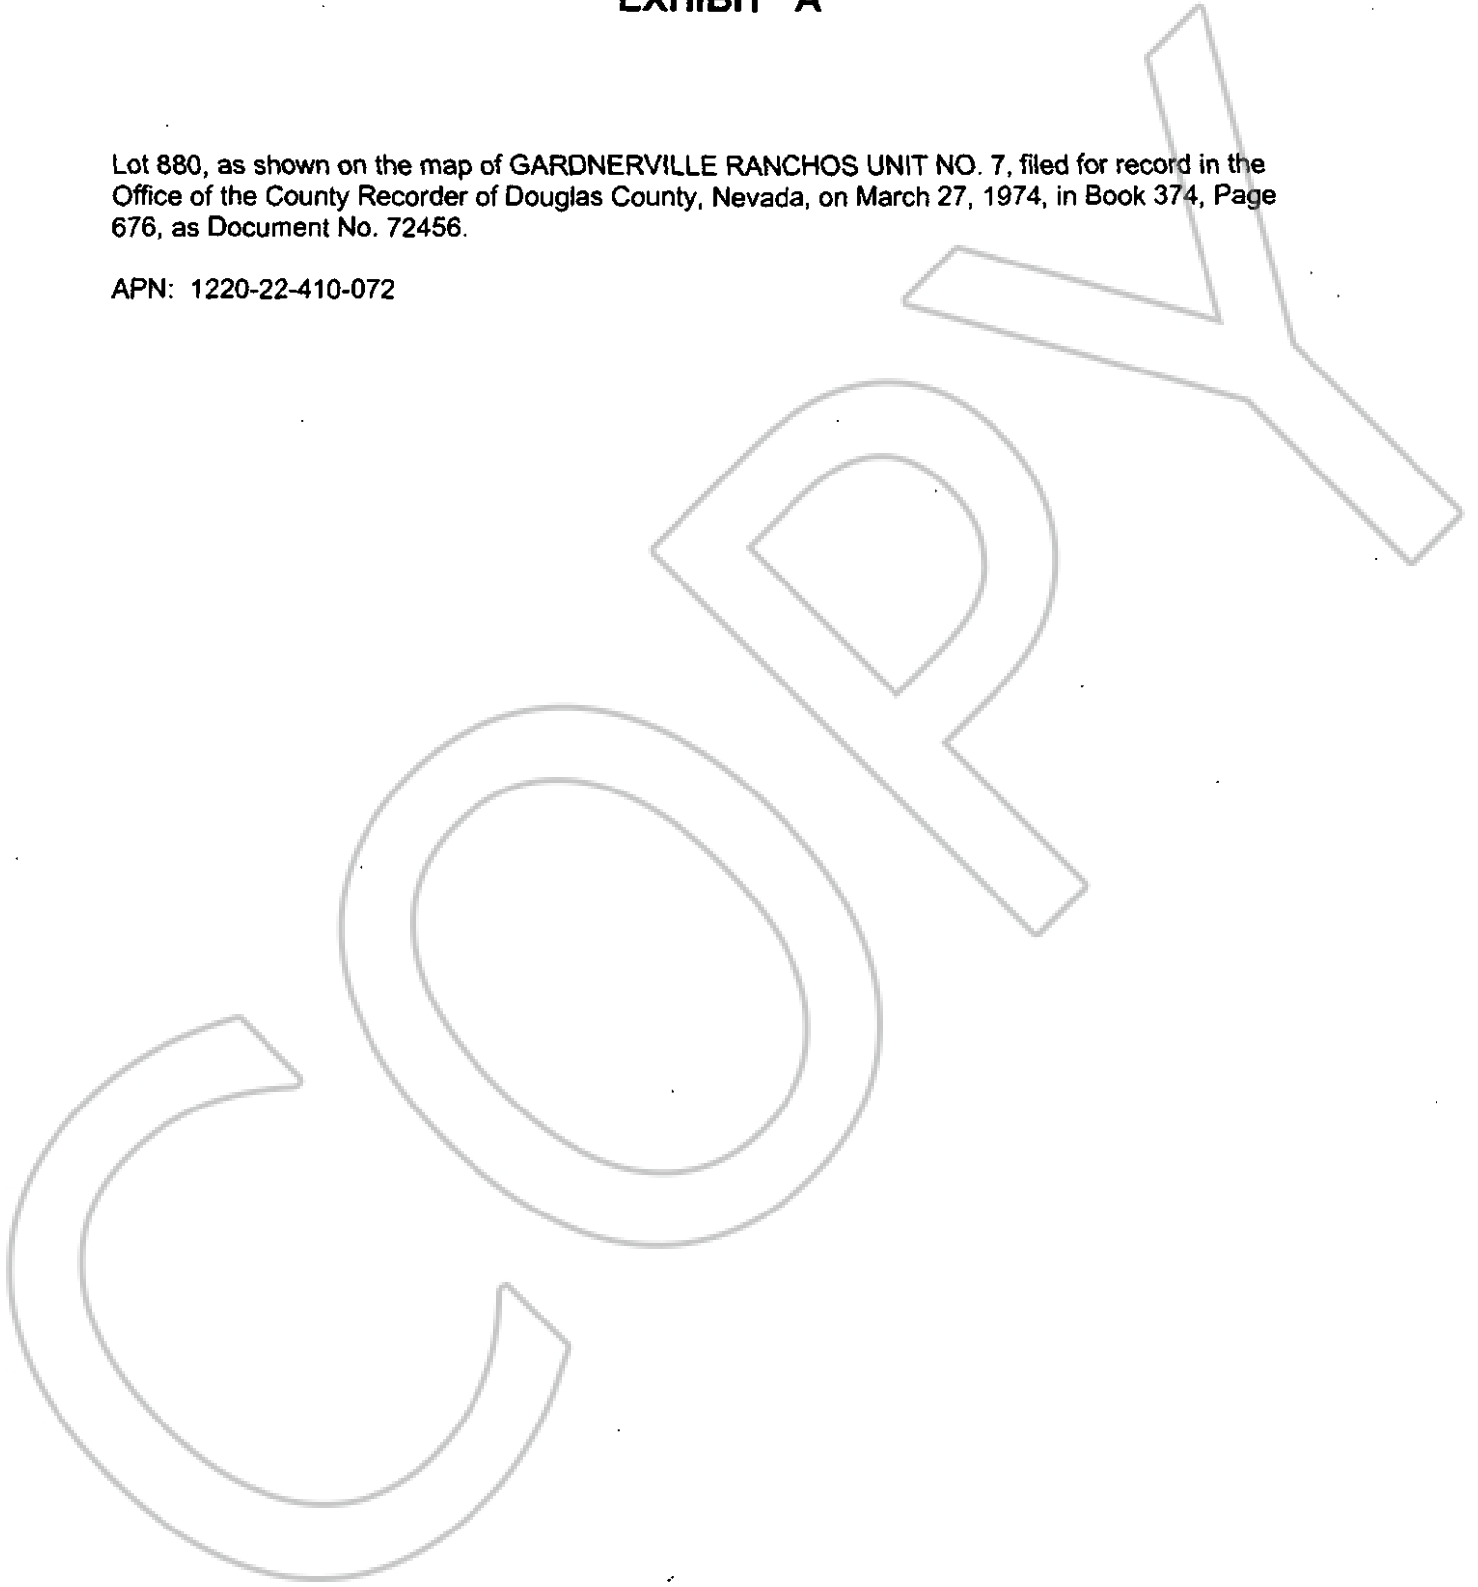 EXHIBIT "A"
Lot 880, as shown on the map of GARDNERVILLE RANCHOS UNIT NO. 7, filed for record in the
Office of the County Recorder of Douglas County, Nevada, on March 27, 1974, in Book 374, Page
676, as Document No. 72456.
APN: 1220-22-410-072
COPY